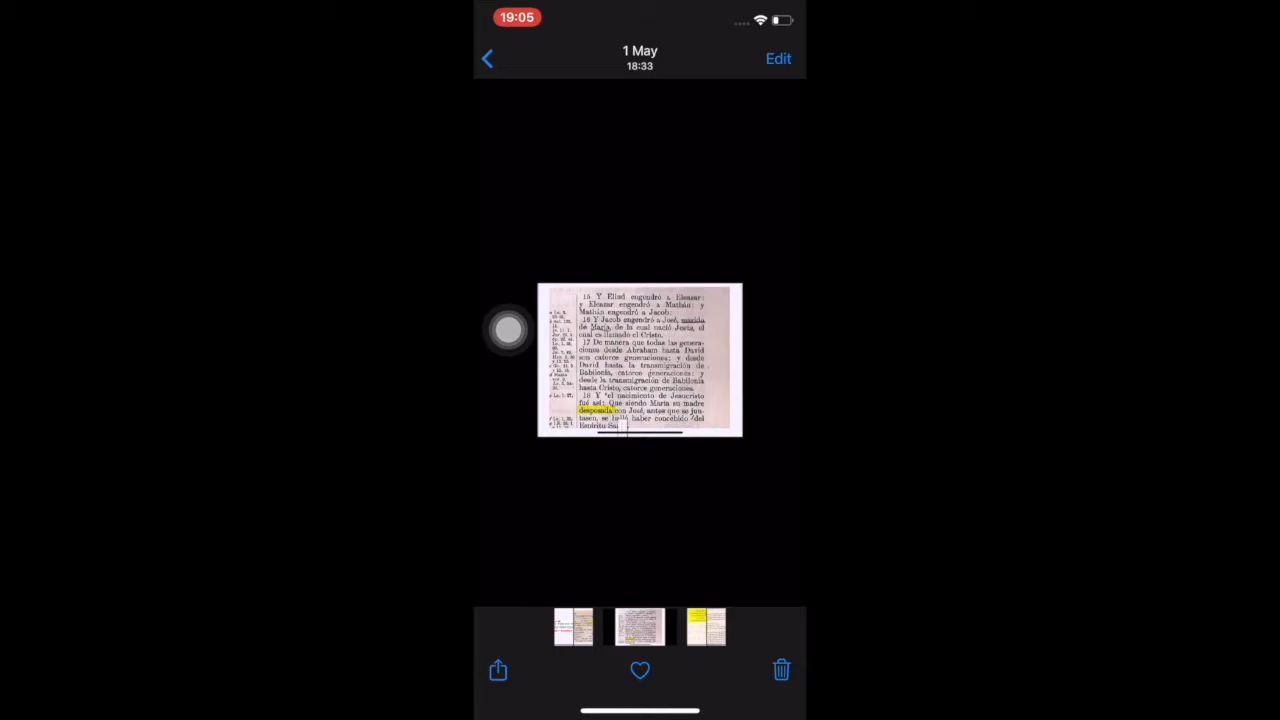 19:05
1 May
18:33
Edit
15 Y Eliud engendró a Eleazar:
y Eleazar engendró a Mathán: y
Mathán engendró a Jacob:
16 Y Jacob engendró a José, marido
de María, de la cual nació Jesús, el
cual es llamado el Cristo.
17 De manera que todas las genera-
ciones desde Abraham hasta David
son catorce generaciones: y desde
David hasta la transmigración de
Babilonia, catorce generaciones: y
desde la transmigración de Babilonia
hasta Cristo, catorce generaciones.
18 Y el nacimiento de Jesucristo
fué así: Que siendo María su madre
desposada con José, antes que se jun-
tasen, se halló haber concebido del
Espíritu